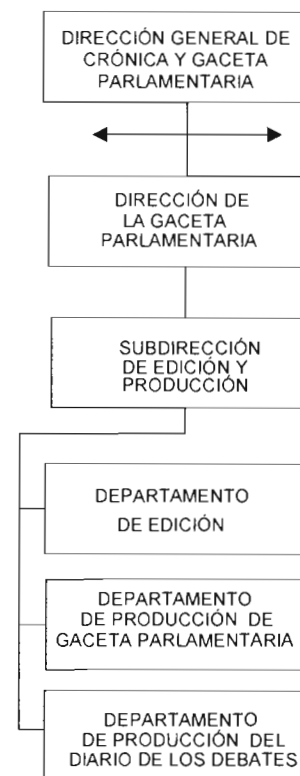 DIRECCIÓN GENERAL DE
CRÓNICA Y GACETA
PARLAMENTARIA
DIRECCIÓN DE
LA GACETA
PARLAMENTARIA
SUBDIRECCIÓN
DE EDICIÓN Y
PRODUCCIÓN
DEPARTAMENTO
DE EDICIÓN
DEPARTAMENTO
DE PRODUCCIÓN DE
GACETA PARLAMENTARIA
DEPARTAMENTO
DE PRODUCCIÓN DEL
DIARIO DE LOS DEBATES